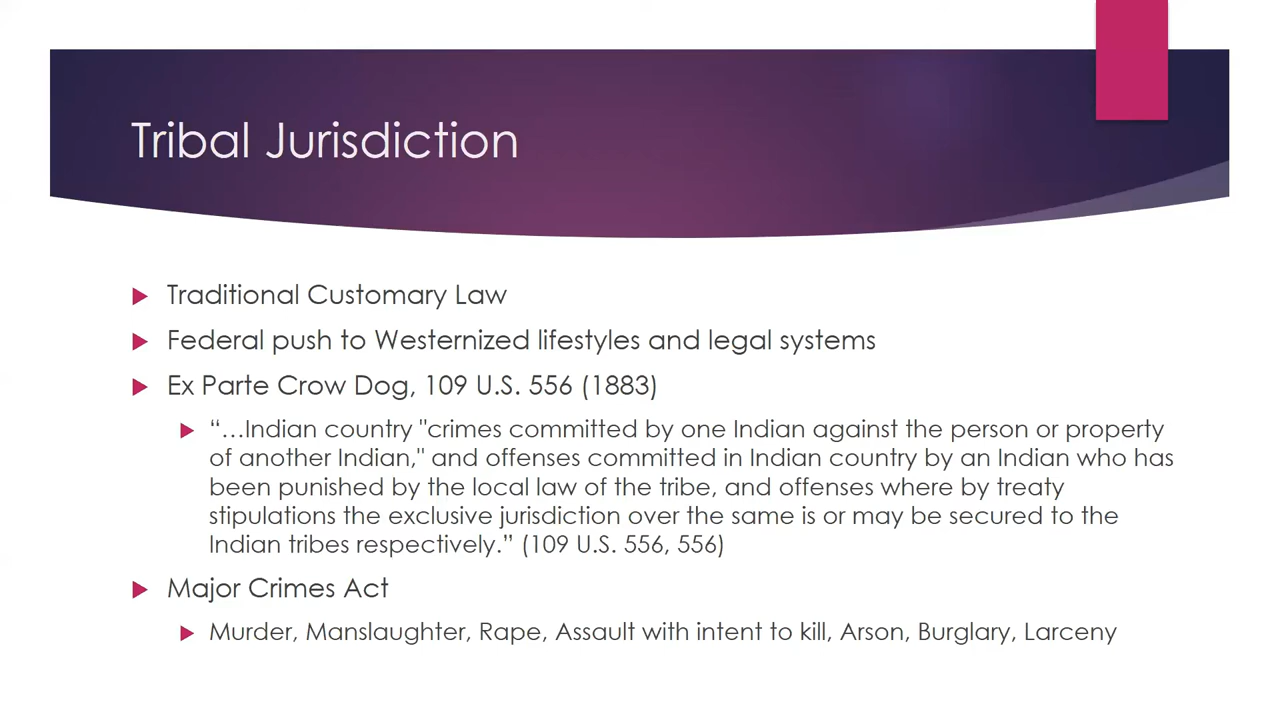 Tribal Jurisdiction
Traditional Customary Law
Federal push to Westernized lifestyles and legal systems
Ex Parte Crow Dog, 109 U.S. 556 (1883)
“…Indian country "crimes committed by one Indian against the person or property
of another Indian," and offenses committed in Indian country by an Indian who has
been punished by the local law of the tribe, and offenses where by treaty
stipulations the exclusive jurisdiction over the same is or may be secured to the
Indian tribes respectively.” (109 U.S. 556, 556)
Major Crimes Act
Murder, Manslaughter, Rape, Assault with intent to kill, Arson, Burglary, Larceny